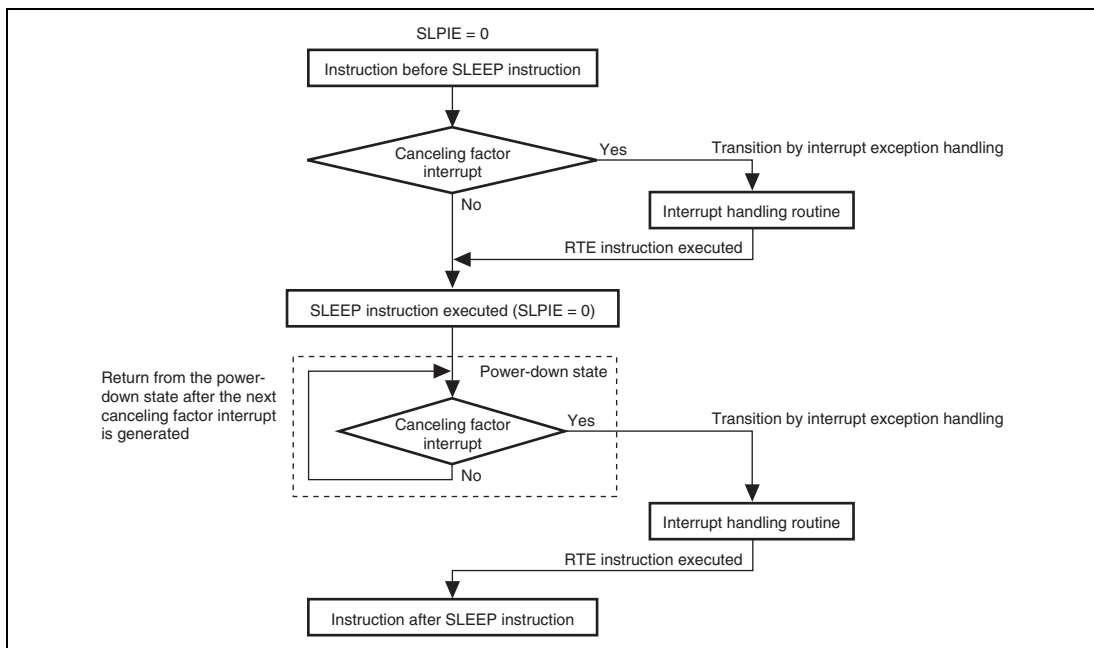 SLPIE = 0
Instruction before SLEEP instruction
Canceling factor
interrupt
Yes
Transition by interrupt exception handling
No
Interrupt handling routine
RTE instruction executed
SLEEP instruction executed (SLPIE = 0)
Return from the power-
down state after the next
canceling factor interrupt
is generated
Power-down state
Canceling factor
interrupt
Yes
Transition by interrupt exception handling
No
Interrupt handling routine
RTE instruction executed
Instruction after SLEEP instruction